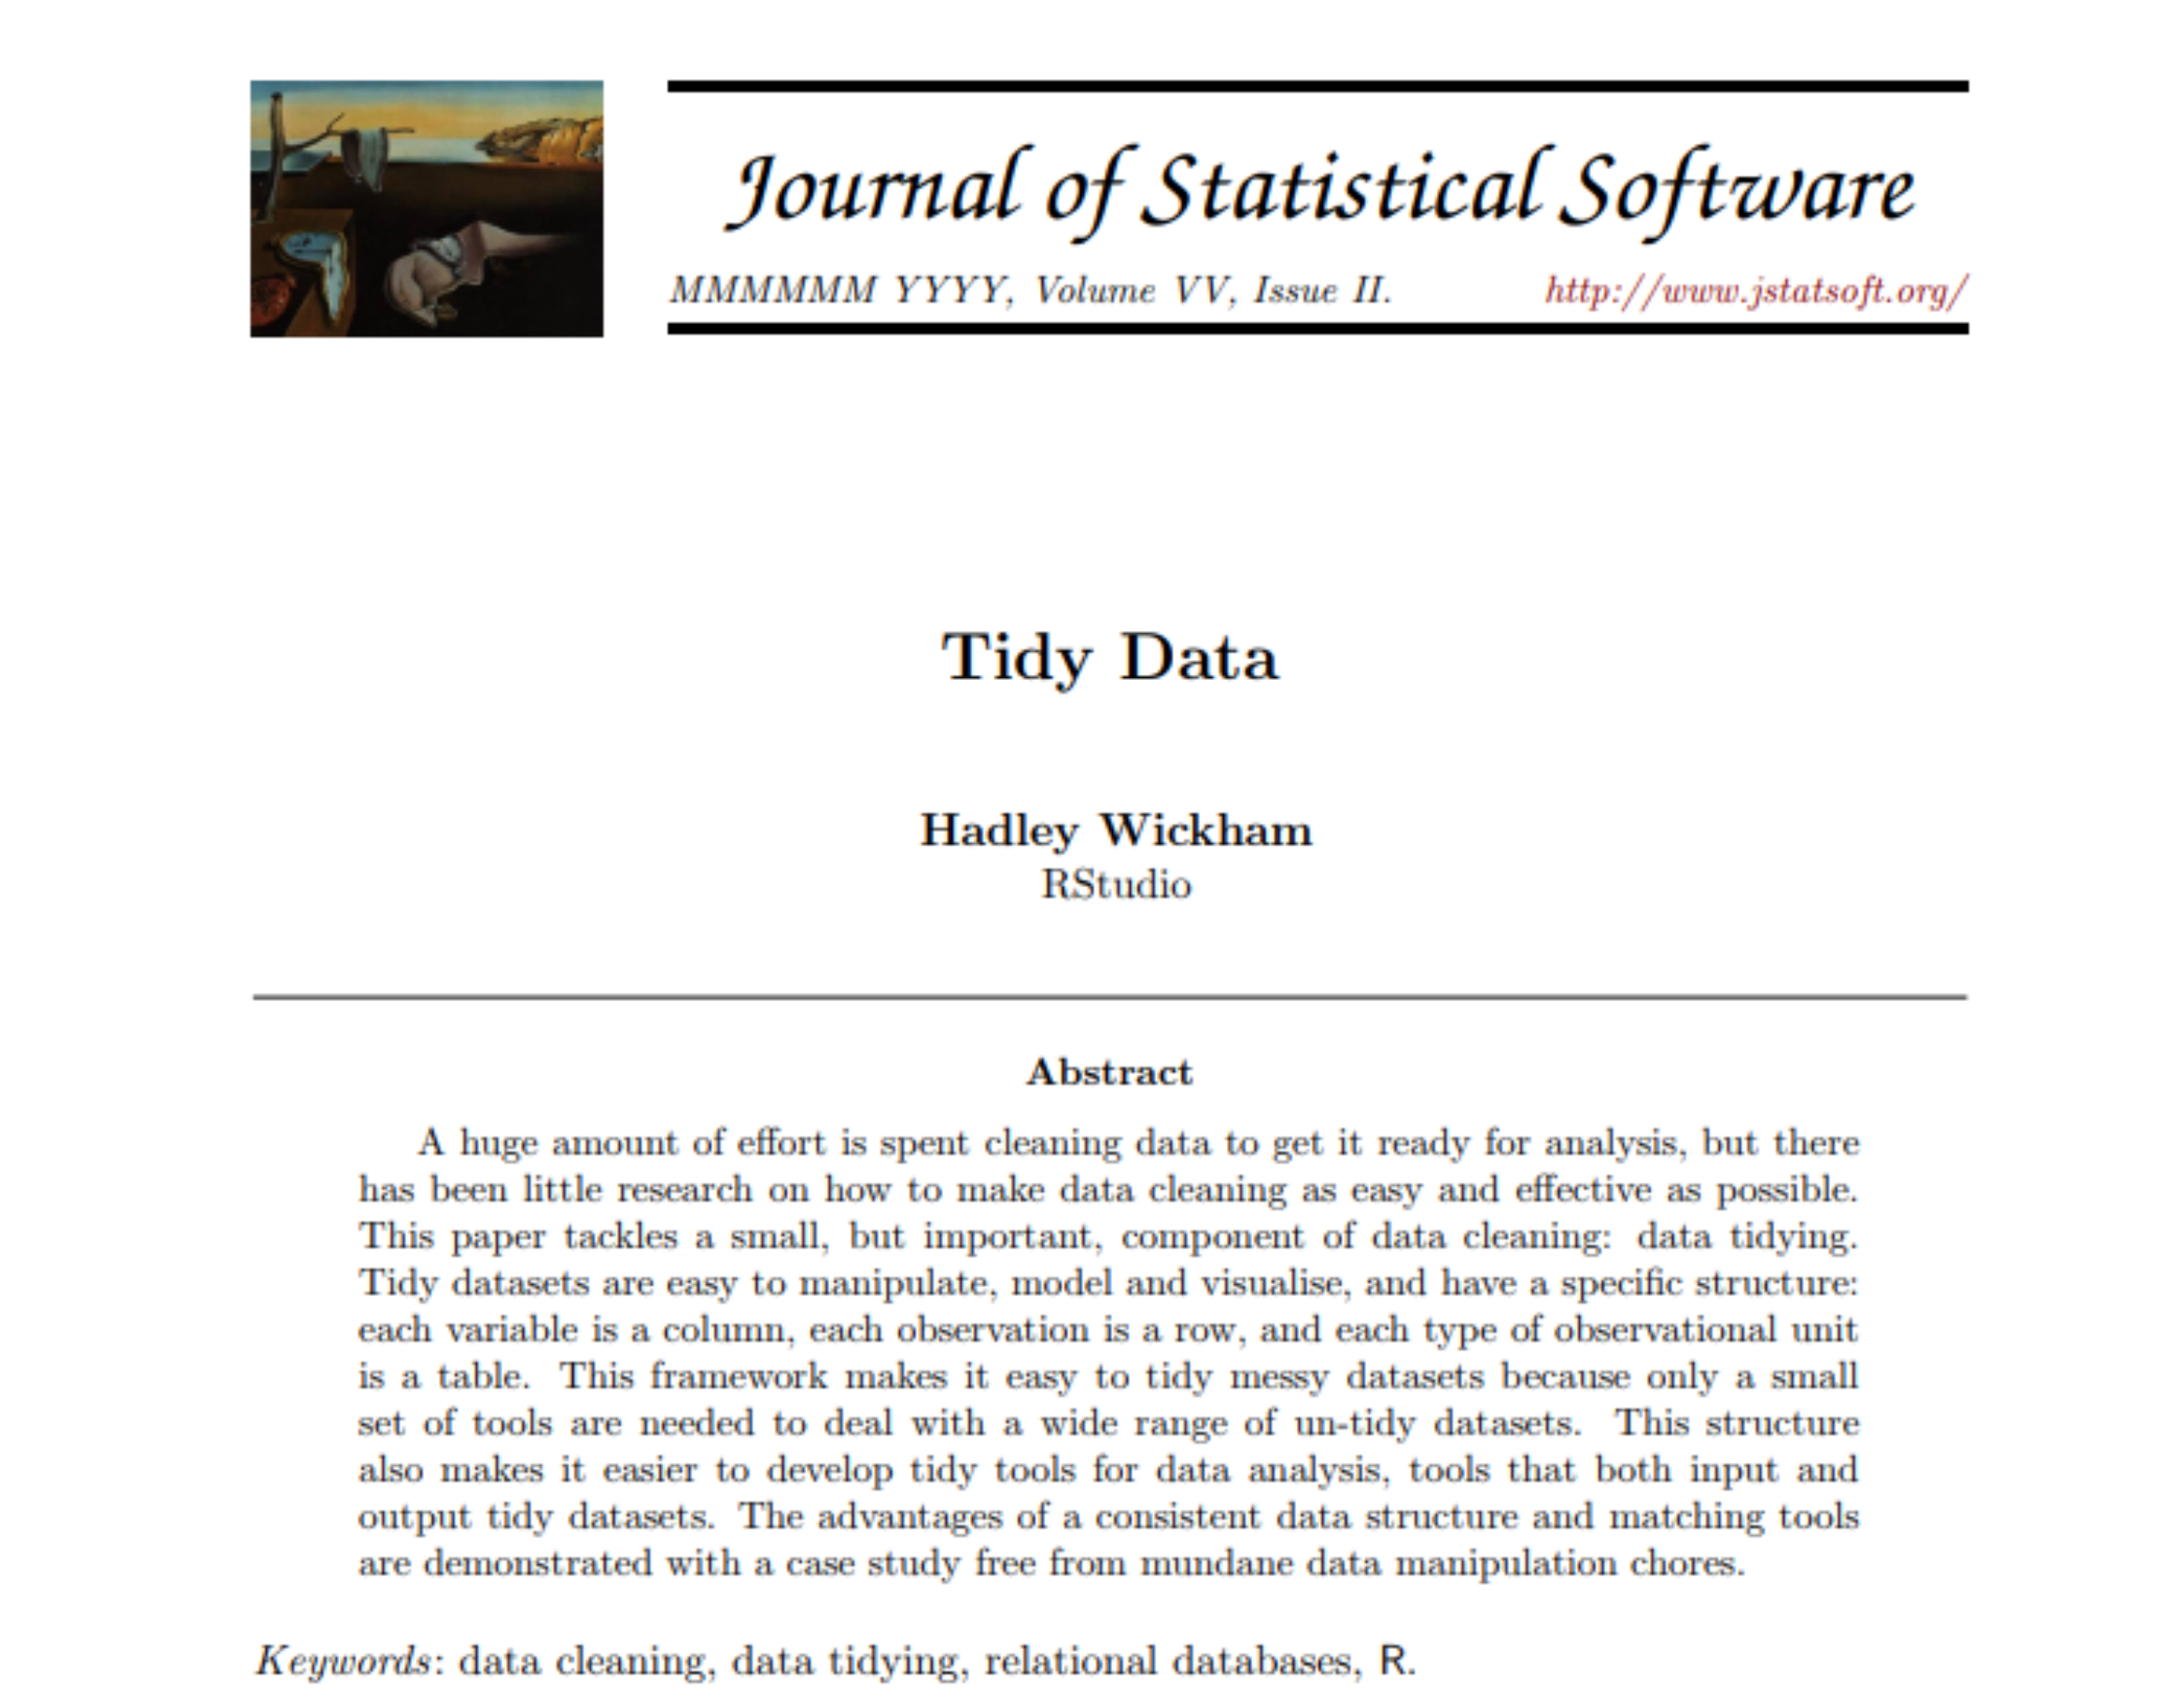 Journal of Statistical Software
MMMMMM YYYY, Volume VV, Issue II.
http://www.jstatsoft.org/
Tidy Data
Hadley Wickham
RStudio
Abstract
A huge amount of effort is spent cleaning data to get it ready for analysis, but there
has been little research on how to make data cleaning as easy and effective as possible.
This paper tackles a small, but important, component of data cleaning: data tidying.
Tidy datasets are easy to manipulate, model and visualise, and have a specific structure:
each variable is a column, each observation is a row, and each type of observational unit
is a table. This framework makes it easy to tidy messy datasets because only a small
set of tools are needed to deal with a wide range of un-tidy datasets. This structure
also makes it easier to develop tidy tools for data analysis, tools that both input and
output tidy datasets. The advantages of a consistent data structure and matching tools
are demonstrated with a case study free from mundane data manipulation chores.
Keywords: data cleaning, data tidying, relational databases, R.